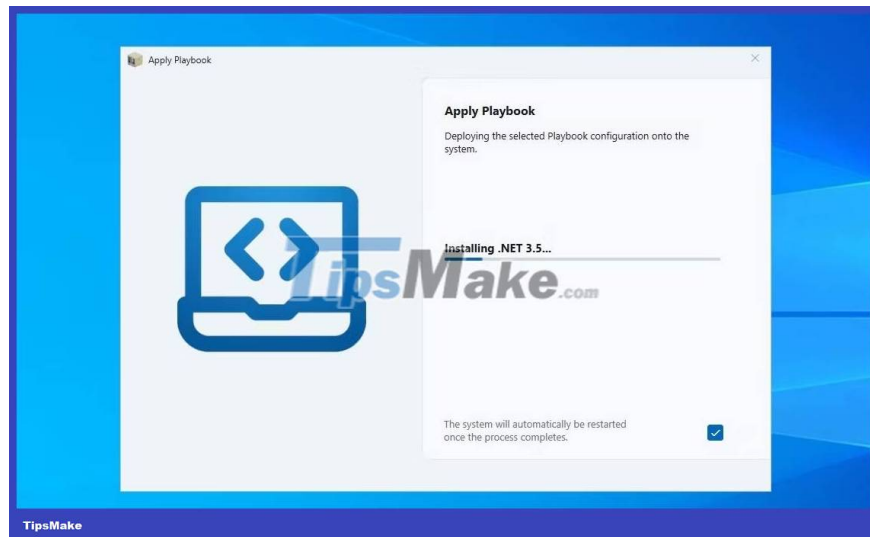 Apply Playbook
Apply Playbook
Deploying the selected Playbook configuration onto the
system.
Installing .NET 3.5...
TipsMake.com
The system will automatically be restarted
once the process completes.
TipsMake